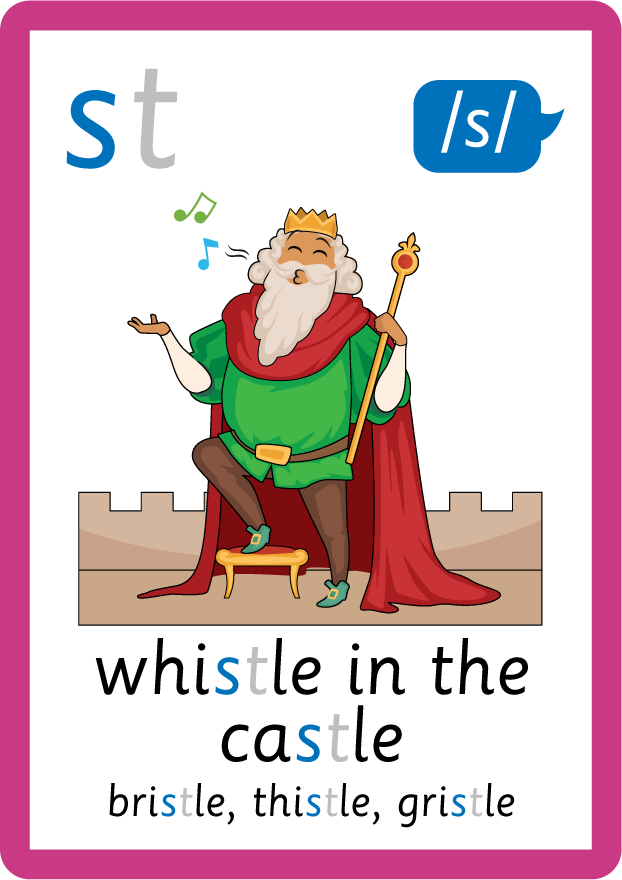 st
/s/
whistle in the
castle
bristle, thistle, gristle